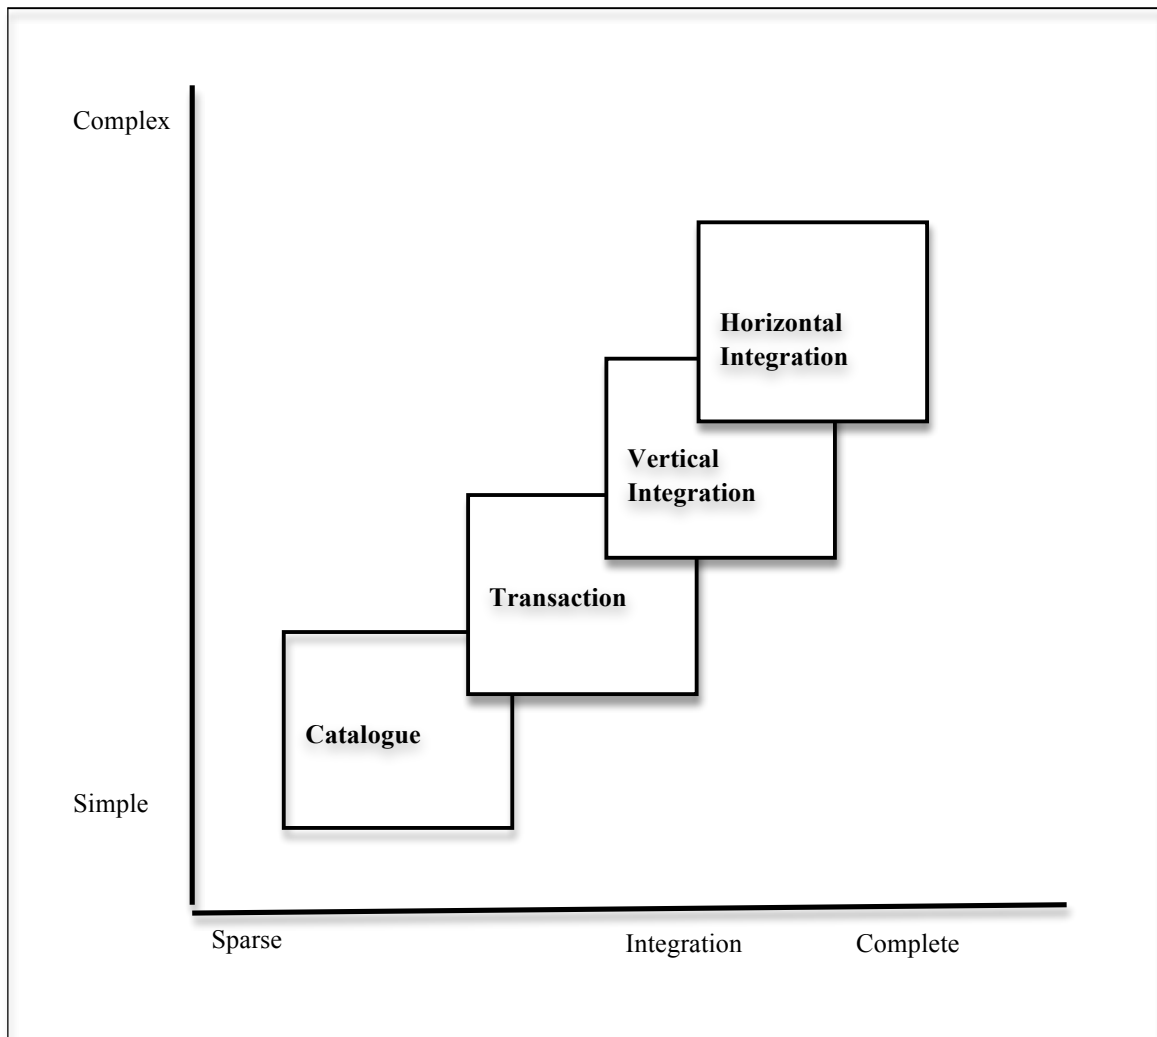 Complex
Horizontal
Integration
Vertical
Integration
Transaction
Catalogue
Simple
Sparse
Integration
Complete